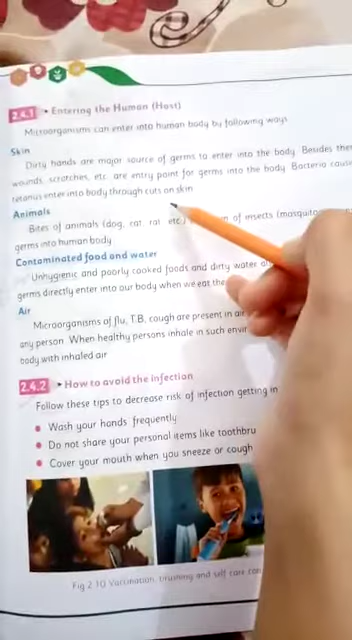 2.4.1 • Entering the Human (Host)
Microorganisms can enter into human body by following ways
Skin
Dirty hands are major source of germs to enter into the body. Besides
wounds, scratches, etc. are entry point for germs into the body. Bacteria
tetanus enter into body through cuts on skin
Animals
Bites of animals (dog, cat, rat etc.) of insects
germs into human body
Contaminated food and water
Unhygienic and poorly cooked foods and dirty water
germs directly enter into our body when we eat
Air
Microorganisms of flu, T.B, cough are present in air
any person. When healthy persons inhale in such
body with inhaled air
2.4.2 • How to avoid the infection
Follow these tips to decrease risk of infection getting in
• Wash your hands frequently
• Do not share your personal items like
• Cover your mouth when you sneeze or cough
Fig 2.10 Vaccination, brushing and self care